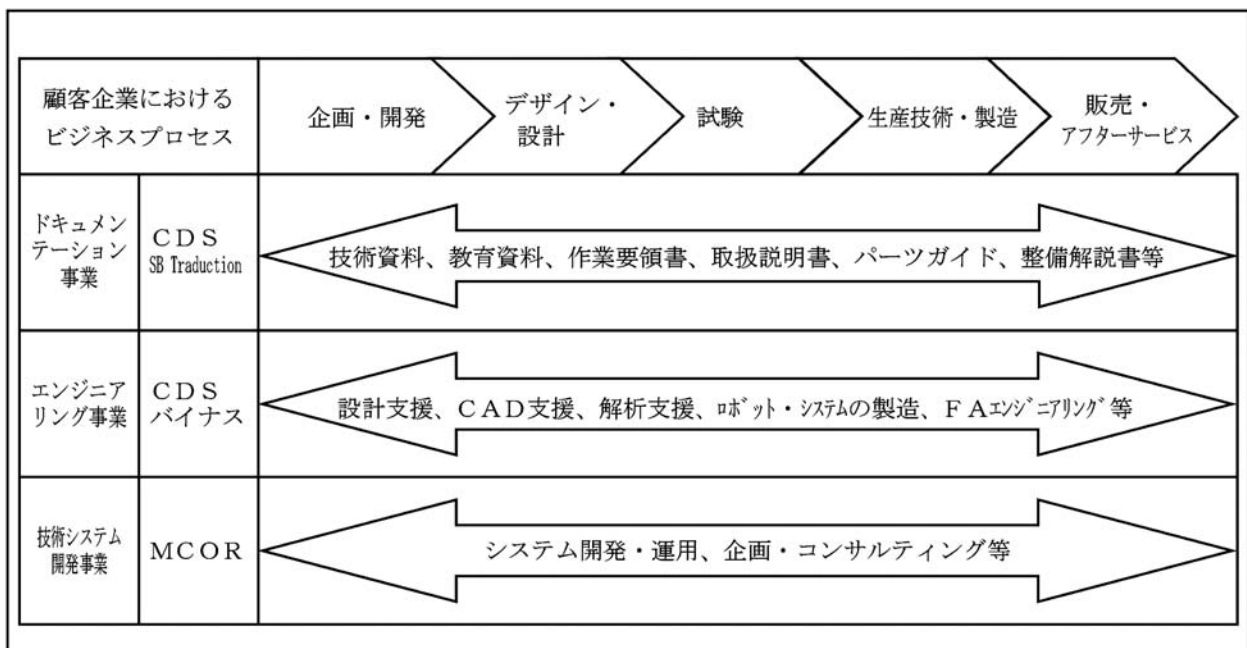 顧客企業における
ビジネスプロセス
企画・開発
デザイン・
設計
試験
生産技術・製造
販売・
アフターサービス
ドキュメン
テーション
事業
ＣＤＳ
SB Traduction
技術資料、教育資料、作業要領書、取扱説明書、パーツガイド、整備解説書等
エンジニア
リング事業
ＣＤＳ
バイナス
設計支援、ＣＡＤ支援、解析支援、ﾛﾎﾞｯﾄ・ｼｽﾃﾑの製造、ＦＡｴﾝｼﾞﾆｱﾘﾝｸﾞ等
技術システム
開発事業
ＭＣＯＲ
システム開発・運用、企画・コンサルティング等